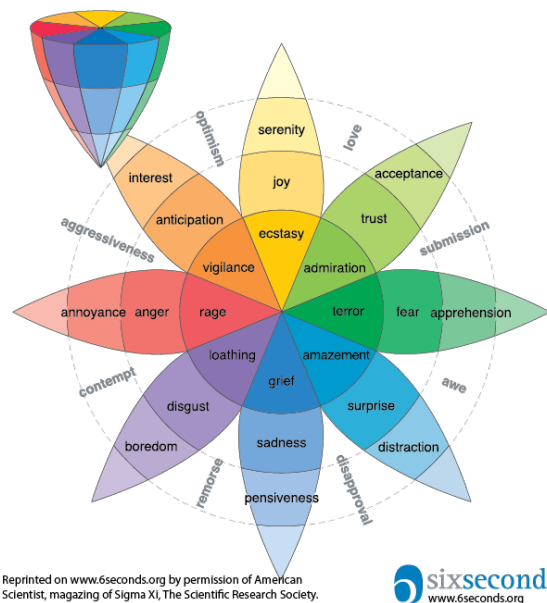 optimism
love
serenity
interest
acceptance
joy
anticipation
trust
aggressiveness
submission
ecstasy
vigilance
admiration
annoyance
anger
rage
terror
fear
apprehension
loathing
amazement
grief
contempt
awe
disgust
surprise
boredom
sadness
distraction
remorse
pensiveness
disapproval
Reprinted on www.6seconds.org by permission of American
Scientist, magazing of Sigma Xi, The Scientific Research Society.
sixsecond
www.6seconds.org